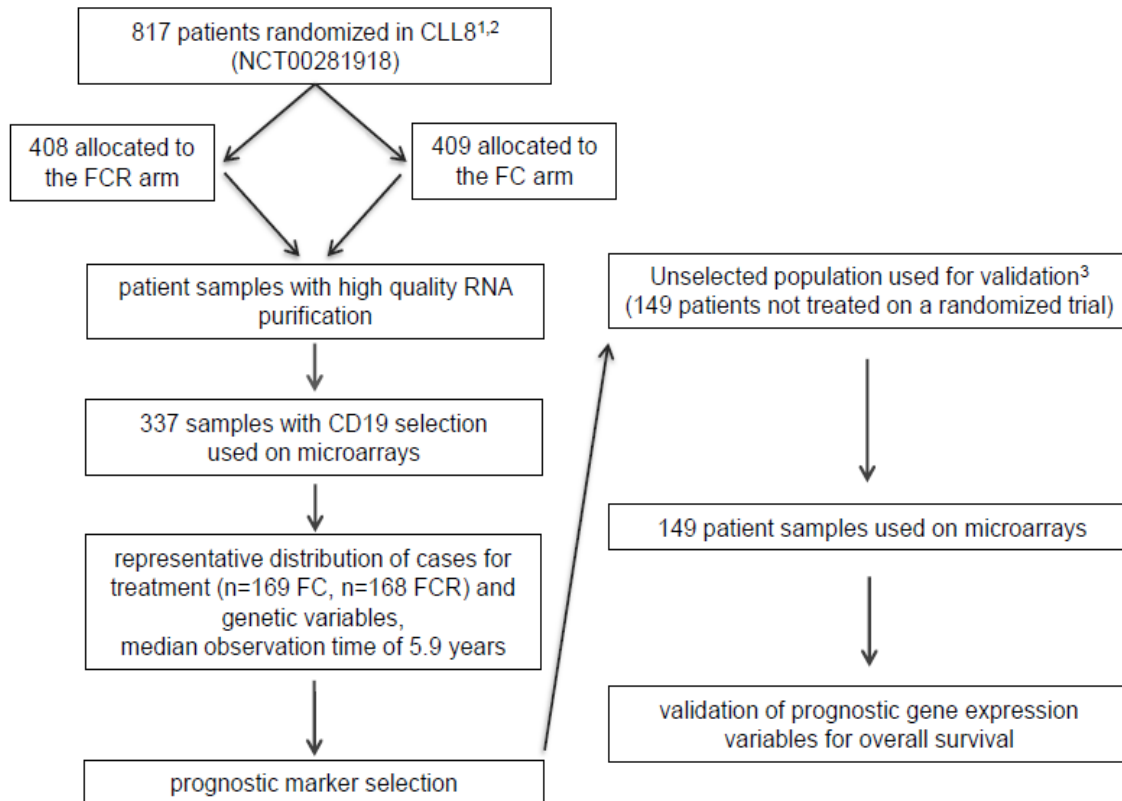 817 patients randomized in CLL8¹,²
(NCT00281918)
408 allocated to
the FCR arm
409 allocated to
the FC arm
patient samples with high quality RNA
purification
337 samples with CD19 selection
used on microarrays
representative distribution of cases for
treatment (n=169 FC, n=168 FCR) and
genetic variables,
median observation time of 5.9 years
prognostic marker selection
Unselected population used for validation³
(149 patients not treated on a randomized trial)
149 patient samples used on microarrays
validation of prognostic gene expression
variables for overall survival